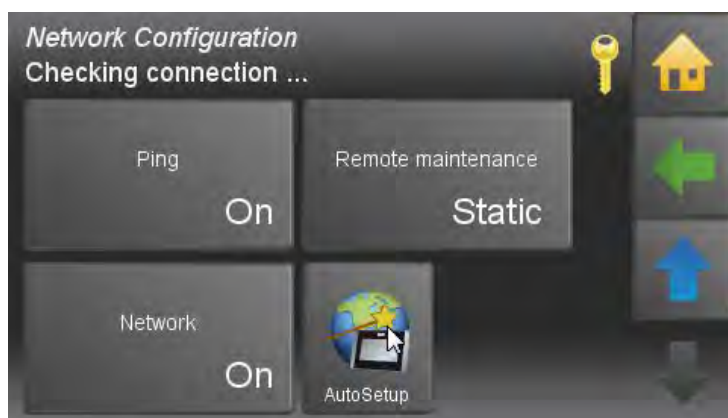 Network Configuration
Checking connection ...
Ping
On
Remote maintenance
Static
Network
On
AutoSetup